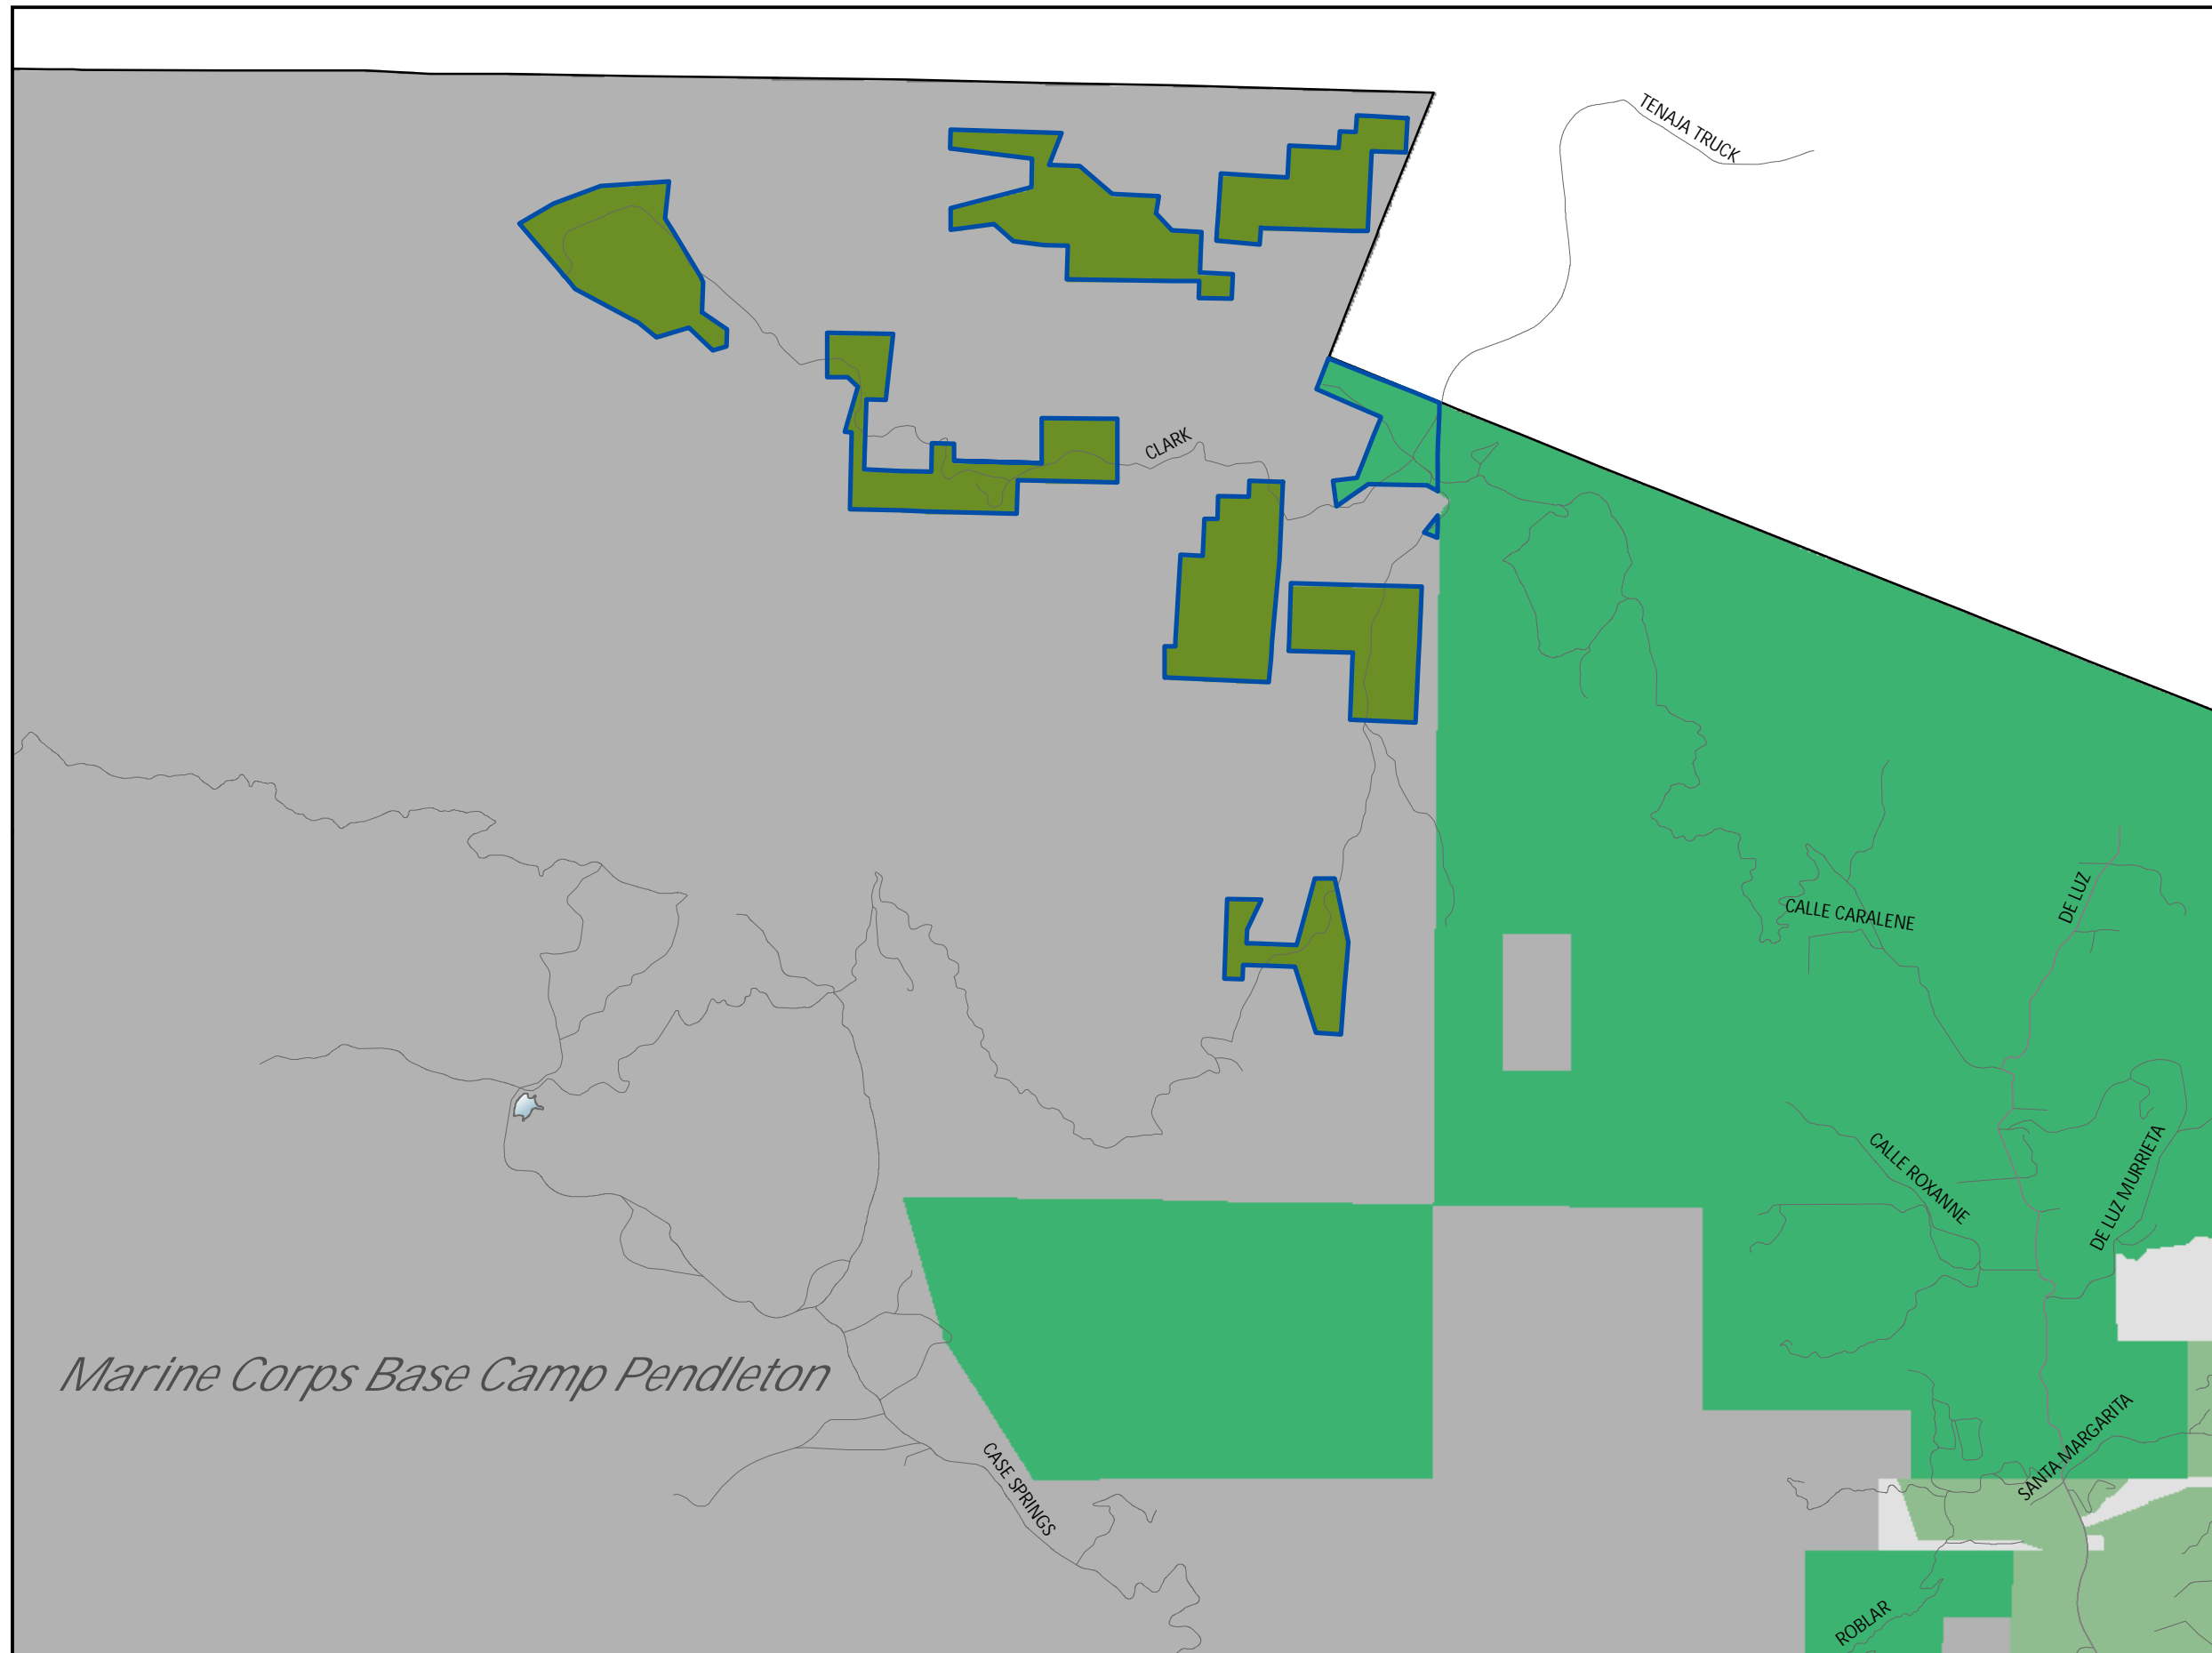 TENAJA TRUCK
CLARK
DE LUZ
CALLE CARALENE
CALLE ROXANNE
DE LUZ MURRIETA
Marine Corps Base Camp Pendleton
SANTA MARGARITA
CASE SPRINGS
ROBLAR